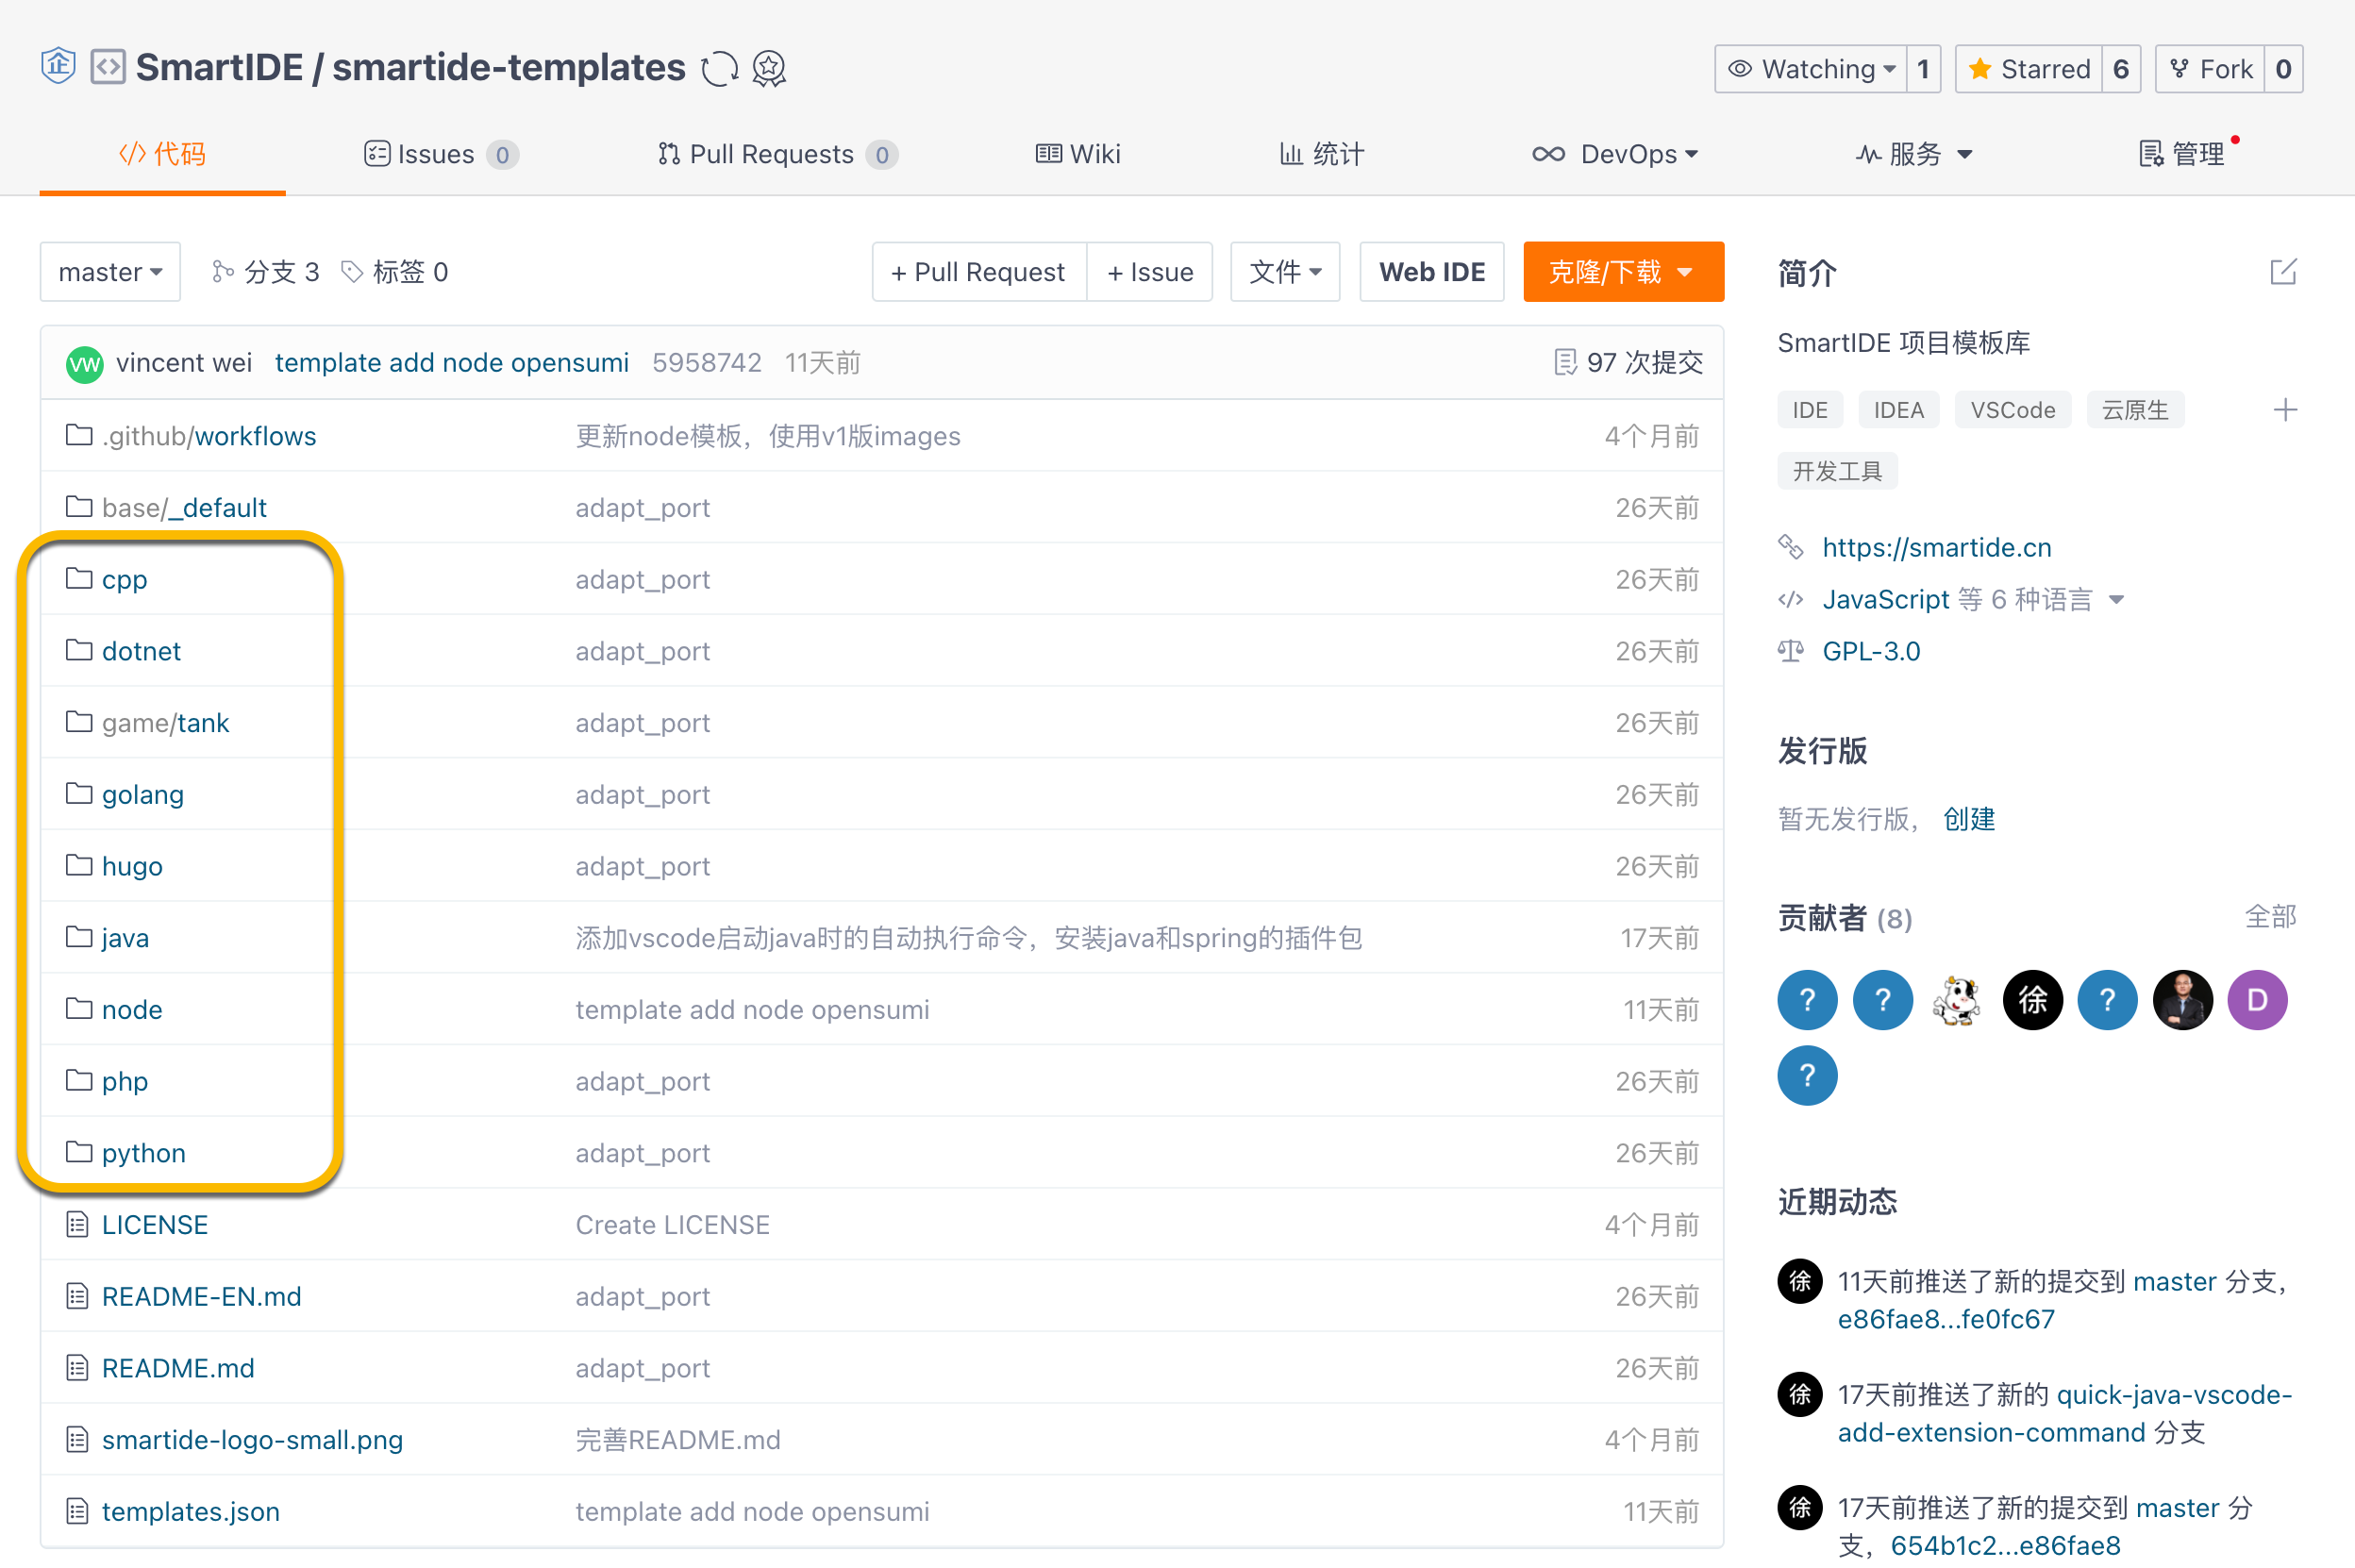 企 SmartIDE / smartide-templates
Watching 1 Starred 6 Fork 0
代码 Issues 0 Pull Requests 0 Wiki 统计 DevOps 服务 管理
master 分支 3 标签 0 + Pull Request + Issue 文件 Web IDE 克隆/下载
VW vincent wei template add node opensumi 5958742 11天前 97 次提交
.github/workflows 更新node模板，使用v1版images 4个月前
base/_default adapt_port 26天前
cpp adapt_port 26天前
dotnet adapt_port 26天前
game/tank adapt_port 26天前
golang adapt_port 26天前
hugo adapt_port 26天前
java 添加vscode启动java时的自动执行命令，安装java和spring的插件包 17天前
node template add node opensumi 11天前
php adapt_port 26天前
python adapt_port 26天前
LICENSE Create LICENSE 4个月前
README-EN.md adapt_port 26天前
README.md adapt_port 26天前
smartide-logo-small.png 完善README.md 4个月前
templates.json template add node opensumi 11天前
简介
SmartIDE 项目模板库
IDE IDEA VSCode 云原生
开发工具
https://smartide.cn
JavaScript 等 6 种语言
GPL-3.0
发行版
暂无发行版， 创建
贡献者 (8) 全部
? ? 徐 ? D
?
近期动态
徐 11天前推送了新的提交到 master 分支，
e86fae8...fe0fc67
徐 17天前推送了新的 quick-java-vscode-
add-extension-command 分支
徐 17天前推送了新的提交到 master 分
支，654b1c2...e86fae8